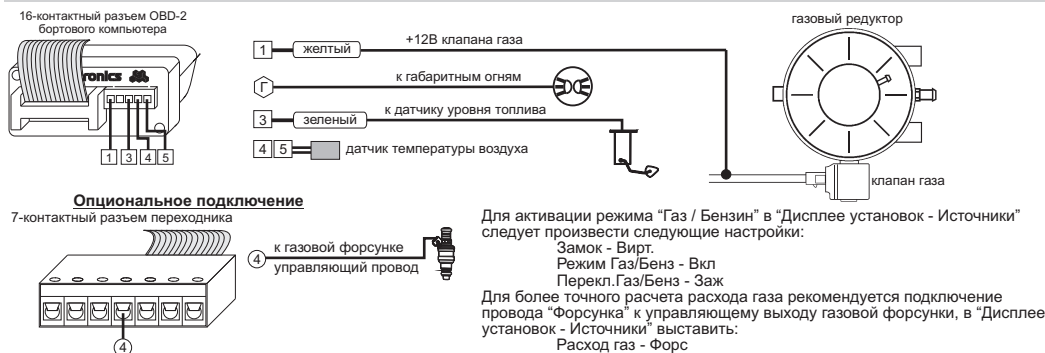 16-контактный разъем OBD-2
бортового компьютера
ronics
1 3 4 5
1 желтый +12В клапана газа
Г к габаритным огням
3 зеленый к датчику уровня топлива
4 5 датчик температуры воздуха
газовый редуктор
клапан газа
Опциональное подключение
7-контактный разъем переходника
4
4 к газовой форсунке
управляющий провод
Для активации режима “Газ / Бензин” в “Дисплее установок - Источники”
следует произвести следующие настройки:
Замок - Вирт.
Режим Газ/Бенз - Вкл
Перекл.Газ/Бенз - Заж
Для более точного расчета расхода газа рекомендуется подключение
провода “Форсунка” к управляющему выходу газовой форсунки, в “Дисплее
установок - Источники” выставить:
Расход газ - Форс